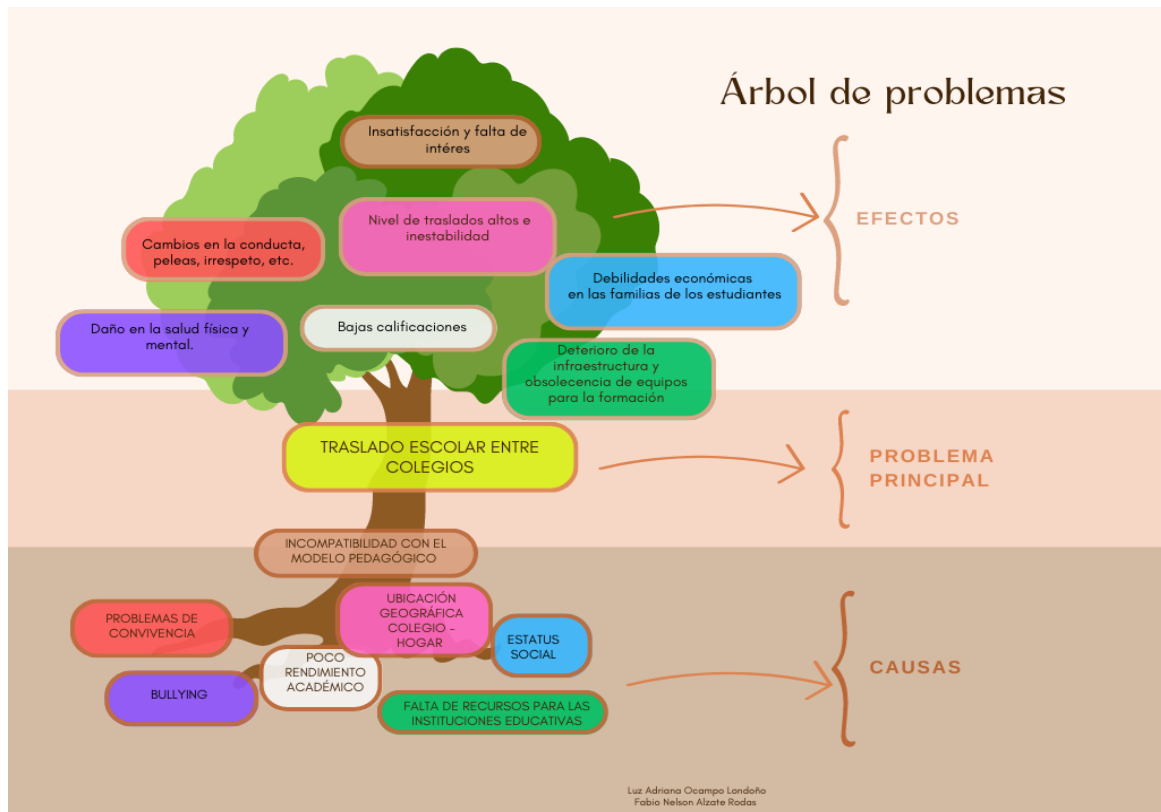 Árbol de problemas
Insatisfacción y falta de
intéres
Nivel de traslados altos e
inestabilidad
EFECTOS
Cambios en la conducta,
peleas, irrespeto, etc.
Debilidades económicas
en las familias de los estudiantes
Daño en la salud física y
mental.
Bajas calificaciones
Deterioro de la
infraestructura y
obsolecencia de equipos
para la formación
TRASLADO ESCOLAR ENTRE
COLEGIOS
PROBLEMA
PRINCIPAL
INCOMPATIBILIDAD CON EL
MODELO PEDAGÓGICO
UBICACIÓN
GEOGRÁFICA
COLEGIO -
HOGAR
PROBLEMAS DE
CONVIVENCIA
ESTATUS
SOCIAL
CAUSAS
POCO
RENDIMIENTO
ACADÉMICO
BULLYING
FALTA DE RECURSOS PARA LAS
INSTITUCIONES EDUCATIVAS
Luz Adriana Ocampo Londoño
Fabio Nelson Alzate Rodas